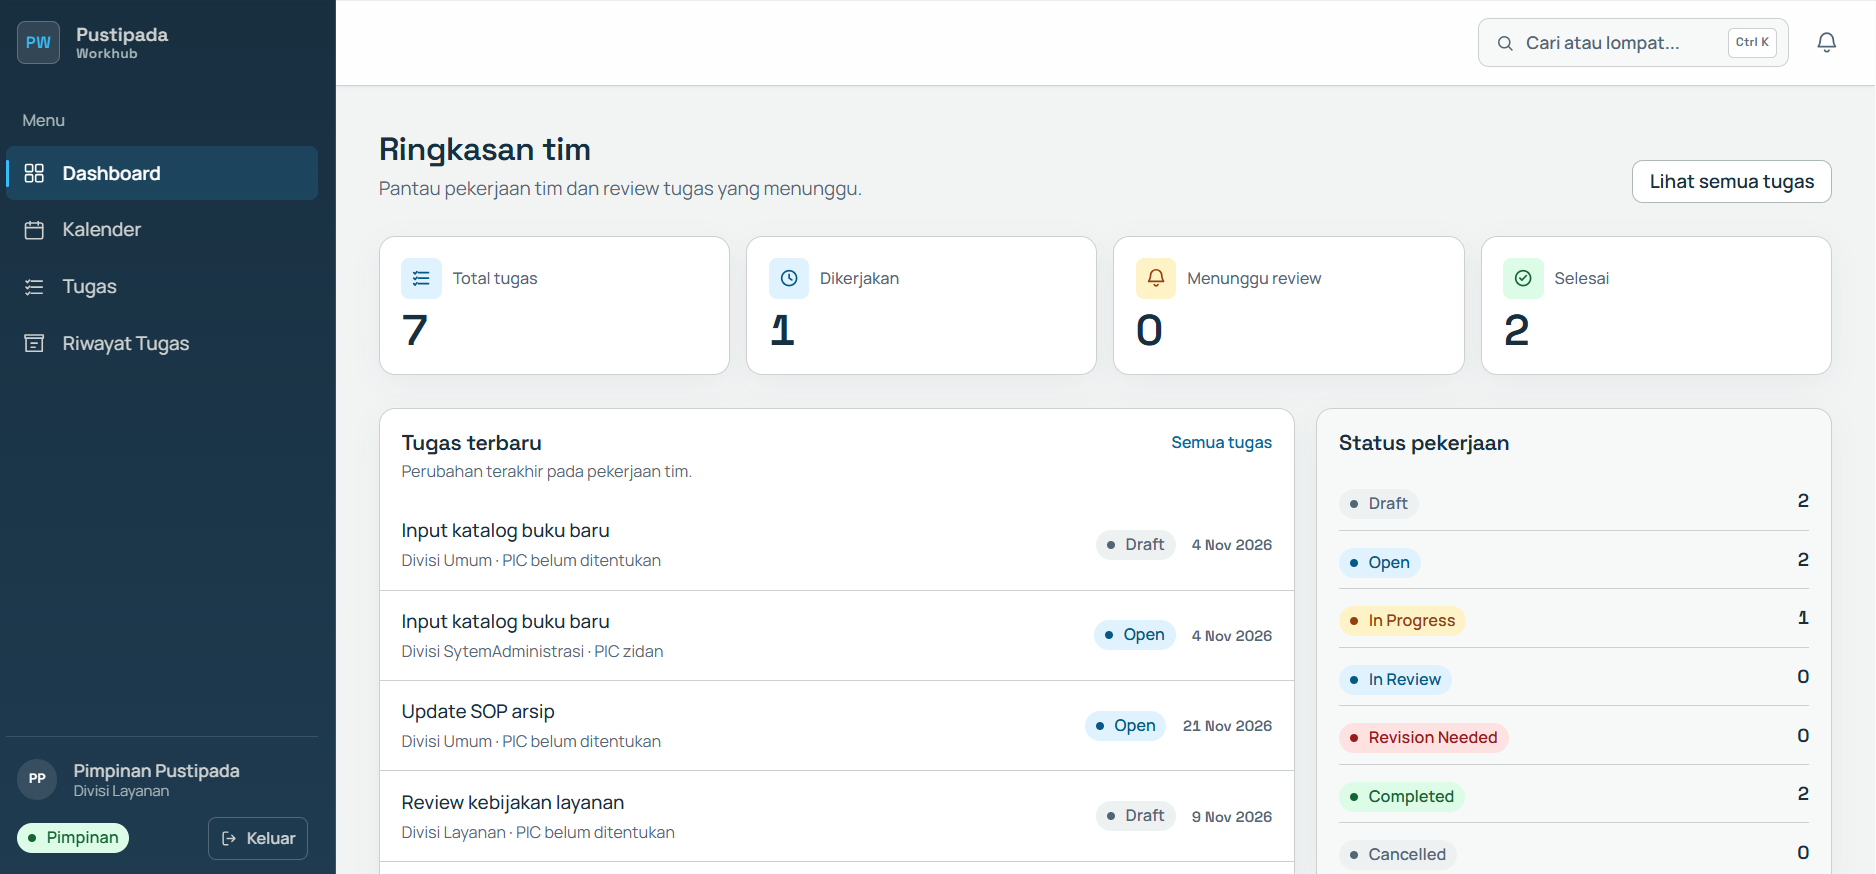 PW
Pustipada
Workhub
Menu
Dashboard
Kalender
Tugas
Riwayat Tugas
PP
Pimpinan Pustipada
Divisi Layanan
Pimpinan
Keluar
Cari atau lompat...
Ctrl K
Ringkasan tim
Pantau pekerjaan tim dan review tugas yang menunggu.
Lihat semua tugas
Total tugas
7
Dikerjakan
1
Menunggu review
0
Selesai
2
Tugas terbaru
Semua tugas
Perubahan terakhir pada pekerjaan tim.
Input katalog buku baru
Divisi Umum · PIC belum ditentukan
Draft
4 Nov 2026
Input katalog buku baru
Divisi SytemAdministrasi · PIC zidan
Open
4 Nov 2026
Update SOP arsip
Divisi Umum · PIC belum ditentukan
Open
21 Nov 2026
Review kebijakan layanan
Divisi Layanan · PIC belum ditentukan
Draft
9 Nov 2026
Status pekerjaan
Draft 2
Open 2
In Progress 1
In Review 0
Revision Needed 0
Completed 2
Cancelled 0